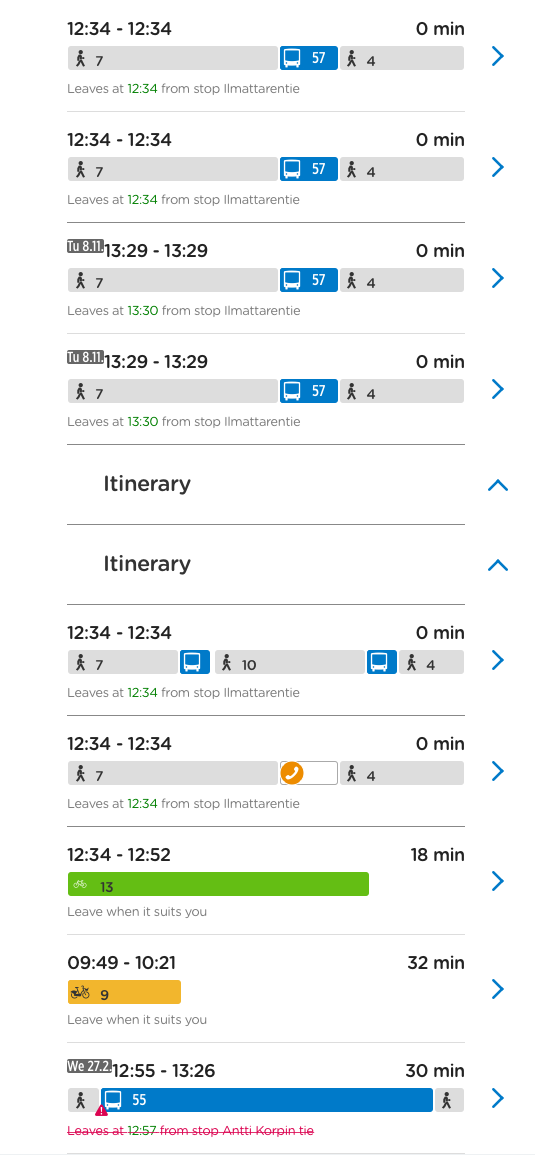 12:34 - 12:34 0 min
7 57 4
Leaves at 12:34 from stop Ilmattarentie
12:34 - 12:34 0 min
7 57 4
Leaves at 12:34 from stop Ilmattarentie
Tu 8.11. 13:29 - 13:29 0 min
7 57 4
Leaves at 13:30 from stop Ilmattarentie
Tu 8.11. 13:29 - 13:29 0 min
7 57 4
Leaves at 13:30 from stop Ilmattarentie
Itinerary
Itinerary
12:34 - 12:34 0 min
7 10 4
Leaves at 12:34 from stop Ilmattarentie
12:34 - 12:34 0 min
7 4
Leaves at 12:34 from stop Ilmattarentie
12:34 - 12:52 18 min
13
Leave when it suits you
09:49 - 10:21 32 min
9
Leave when it suits you
We 27.2. 12:55 - 13:26 30 min
55
Leaves at 12:57 from stop Antti Korpin tie